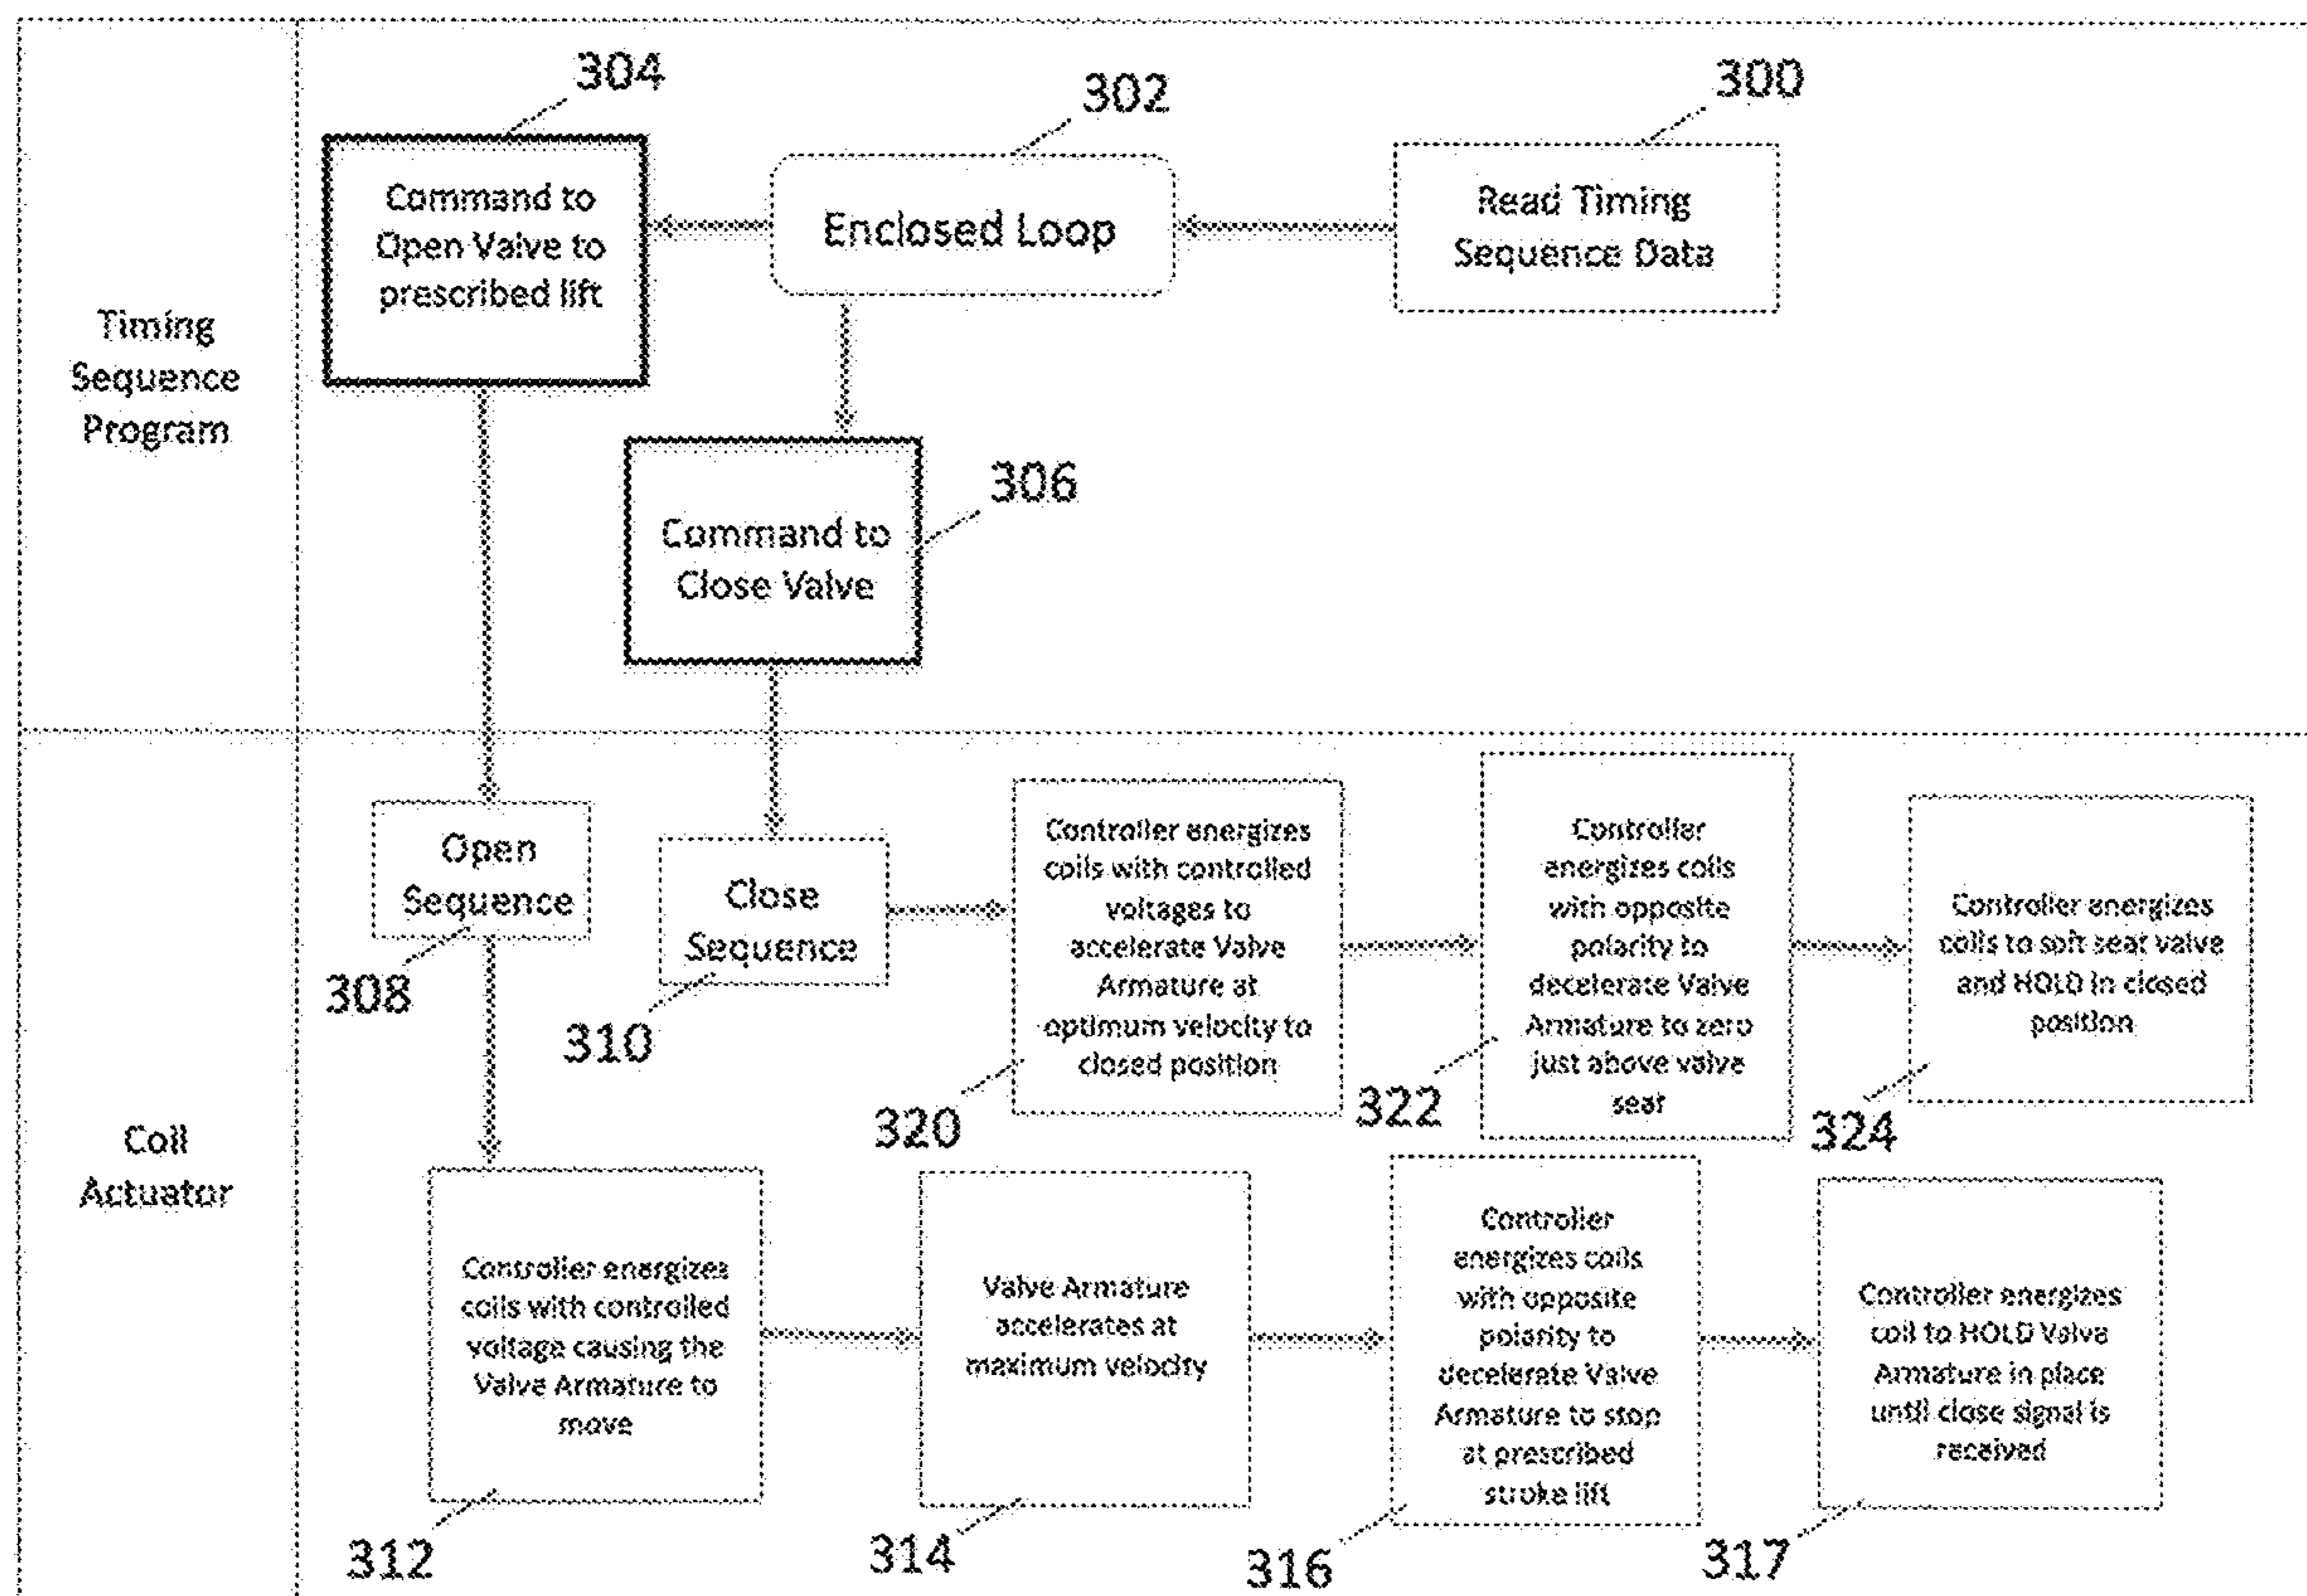 304
302
300
Command to
Open Valve to
prescribed lift
Enclosed Loop
Read Timing
Sequence Data
Timing
Sequence
Program
306
Command to
Close Valve
Open
Sequence
308
Close
Sequence
310
Controller energizes
coils with controlled
voltages to
accelerate Valve
Armature at
optimum velocity to
closed position
320
Controller
energizes coils
with opposite
polarity to
decelerate Valve
Armature to zero
just above valve
seat
322
Controller energizes
coils to soft seat valve
and HOLD in closed
position
324
Coil
Actuator
Controller energizes
coils with controlled
voltage causing the
Valve Armature to
move
312
Valve Armature
accelerates at
maximum velocity
314
Controller
energizes coils
with opposite
polarity to
decelerate Valve
Armature to stop
at prescribed
stroke lift
316
Controller energizes
coil to HOLD Valve
Armature in place
until close signal is
received
317